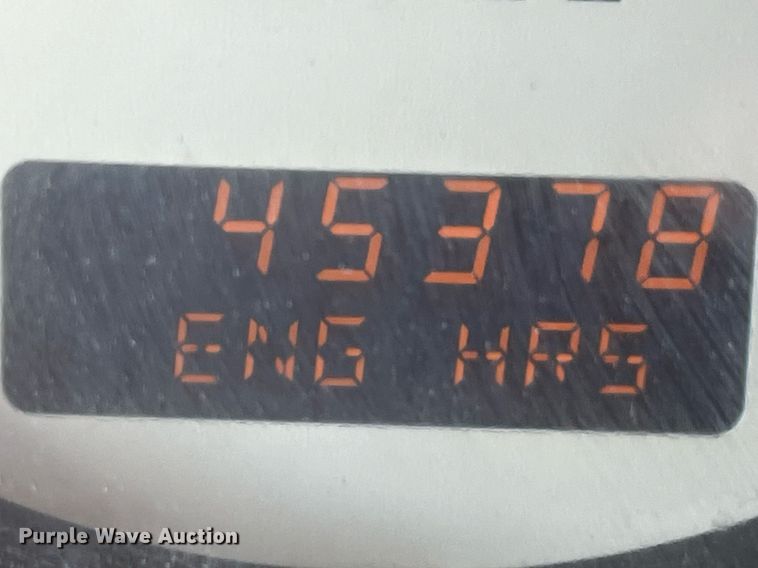 45378
ENG HRS
Purple Wave Auction